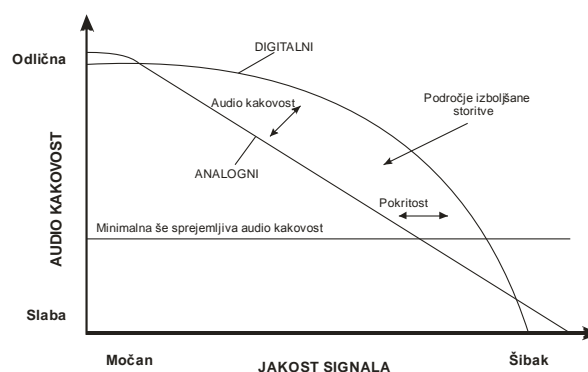 DIGITALNI
Odlična
Audio kakovost
Področje izboljšane
storitve
ANALOGNI
Pokritost
AUDIO KAKOVOST
Minimalna še sprejemljiva audio kakovost
Slaba
Močan
JAKOST SIGNALA
Šibak